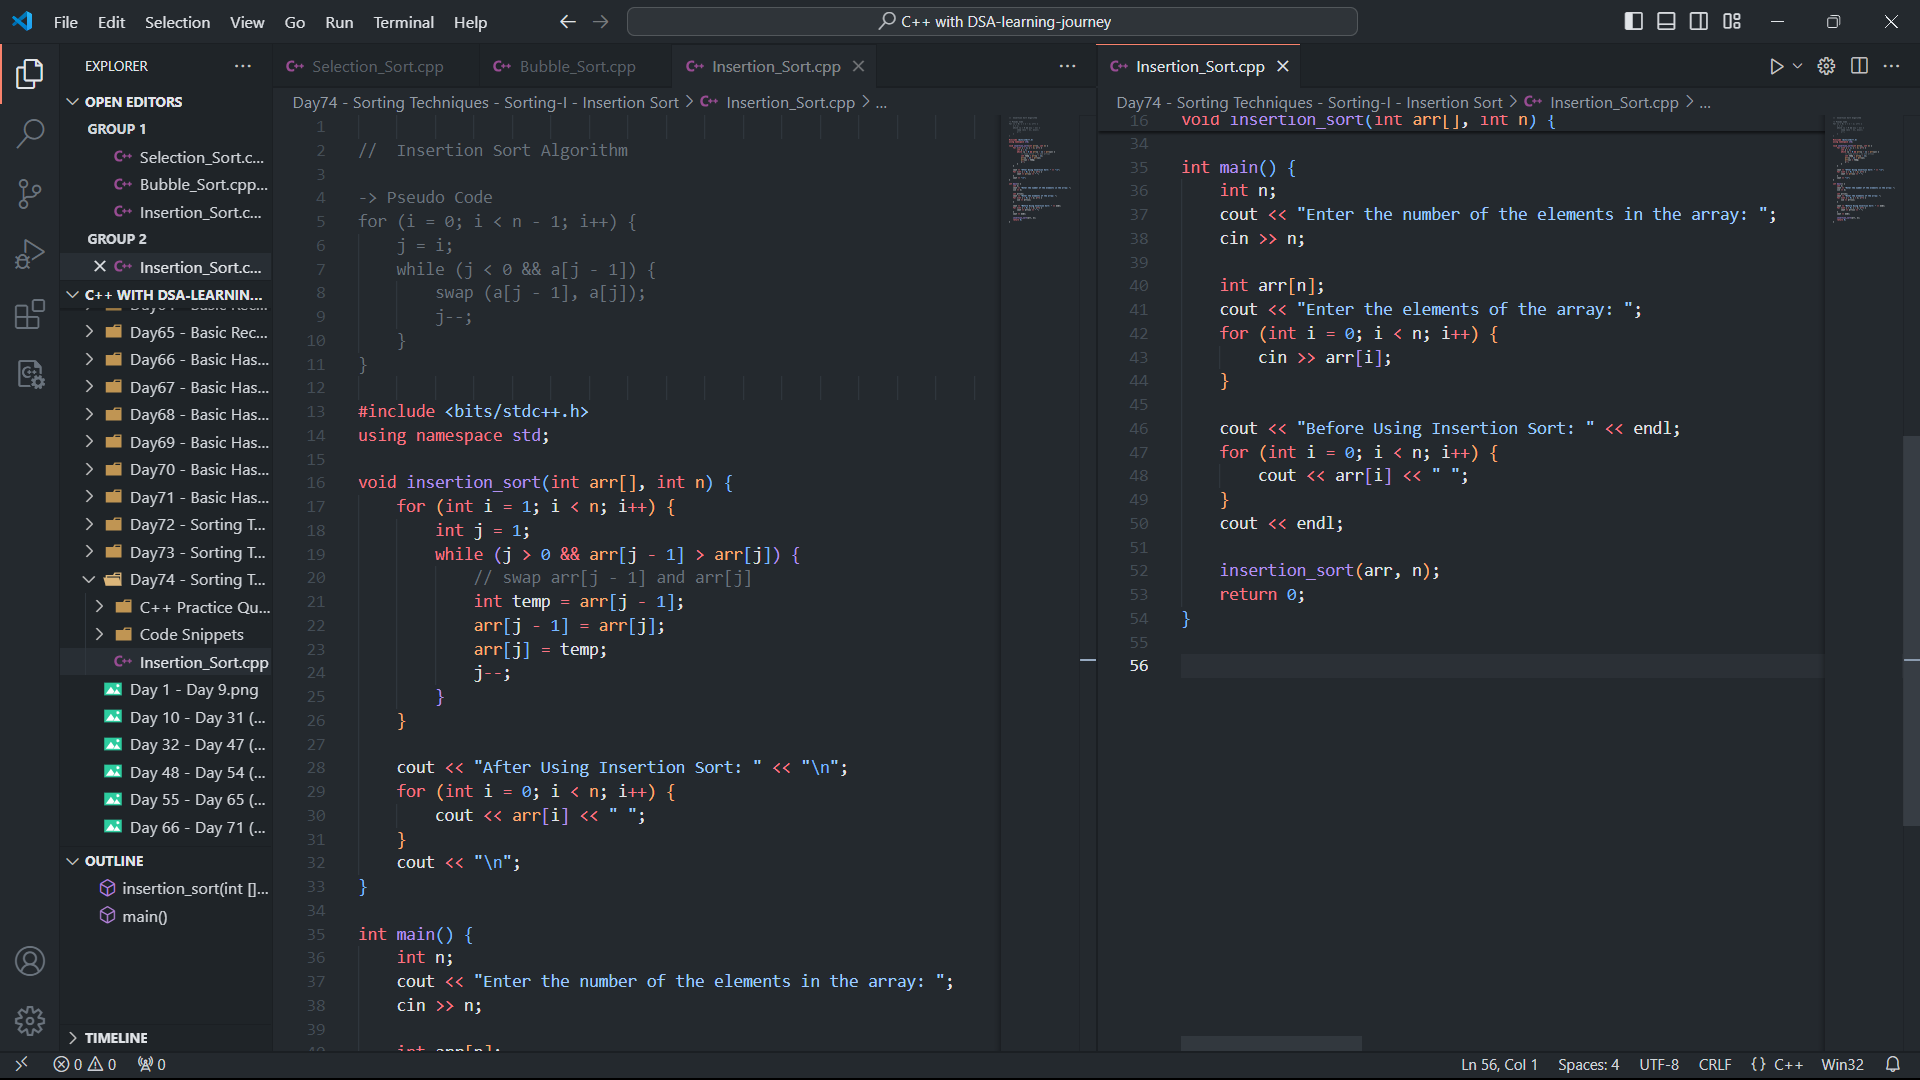 File Edit Selection View Go Run Terminal Help
C++ with DSA-learning-journey
EXPLORER
OPEN EDITORS
GROUP 1
Selection_Sort.c...
Bubble_Sort.cpp...
Insertion_Sort.c...
GROUP 2
Insertion_Sort.c...
C++ WITH DSA-LEARNIN...
Day65 - Basic Rec...
Day66 - Basic Has...
Day67 - Basic Has...
Day68 - Basic Has...
Day69 - Basic Has...
Day70 - Basic Has...
Day71 - Basic Has...
Day72 - Sorting T...
Day73 - Sorting T...
Day74 - Sorting T...
C++ Practice Qu...
Code Snippets
Insertion_Sort.cpp
Day 1 - Day 9.png
Day 10 - Day 31 (...
Day 32 - Day 47 (...
Day 48 - Day 54 (...
Day 55 - Day 65 (...
Day 66 - Day 71 (...
OUTLINE
insertion_sort(int []...
main()
TIMELINE
Selection_Sort.cpp Bubble_Sort.cpp Insertion_Sort.cpp
Day74 - Sorting Techniques - Sorting-I - Insertion Sort > Insertion_Sort.cpp > ...
1
2 // Insertion Sort Algorithm
3
4 -> Pseudo Code
5 for (i = 0; i < n - 1; i++) {
6 j = i;
7 while (j < 0 && a[j - 1]) {
8 swap (a[j - 1], a[j]);
9 j--;
10 }
11 }
12
13 #include <bits/stdc++.h>
14 using namespace std;
15
16 void insertion_sort(int arr[], int n) {
17 for (int i = 1; i < n; i++) {
18 int j = 1;
19 while (j > 0 && arr[j - 1] > arr[j]) {
20 // swap arr[j - 1] and arr[j]
21 int temp = arr[j - 1];
22 arr[j - 1] = arr[j];
23 arr[j] = temp;
24 j--;
25 }
26 }
27
28 cout << "After Using Insertion Sort: " << "\n";
29 for (int i = 0; i < n; i++) {
30 cout << arr[i] << " ";
31 }
32 cout << "\n";
33 }
34
35 int main() {
36 int n;
37 cout << "Enter the number of the elements in the array: ";
38 cin >> n;
39
40 int arr[n];
Insertion_Sort.cpp
Day74 - Sorting Techniques - Sorting-I - Insertion Sort > Insertion_Sort.cpp > ...
16 void insertion_sort(int arr[], int n) {
34
35 int main() {
36 int n;
37 cout << "Enter the number of the elements in the array: ";
38 cin >> n;
39
40 int arr[n];
41 cout << "Enter the elements of the array: ";
42 for (int i = 0; i < n; i++) {
43 cin >> arr[i];
44 }
45
46 cout << "Before Using Insertion Sort: " << endl;
47 for (int i = 0; i < n; i++) {
48 cout << arr[i] << " ";
49 }
50 cout << endl;
51
52 insertion_sort(arr, n);
53 return 0;
54 }
55
56
0 0 0 Ln 56, Col 1 Spaces: 4 UTF-8 CRLF {} C++ Win32